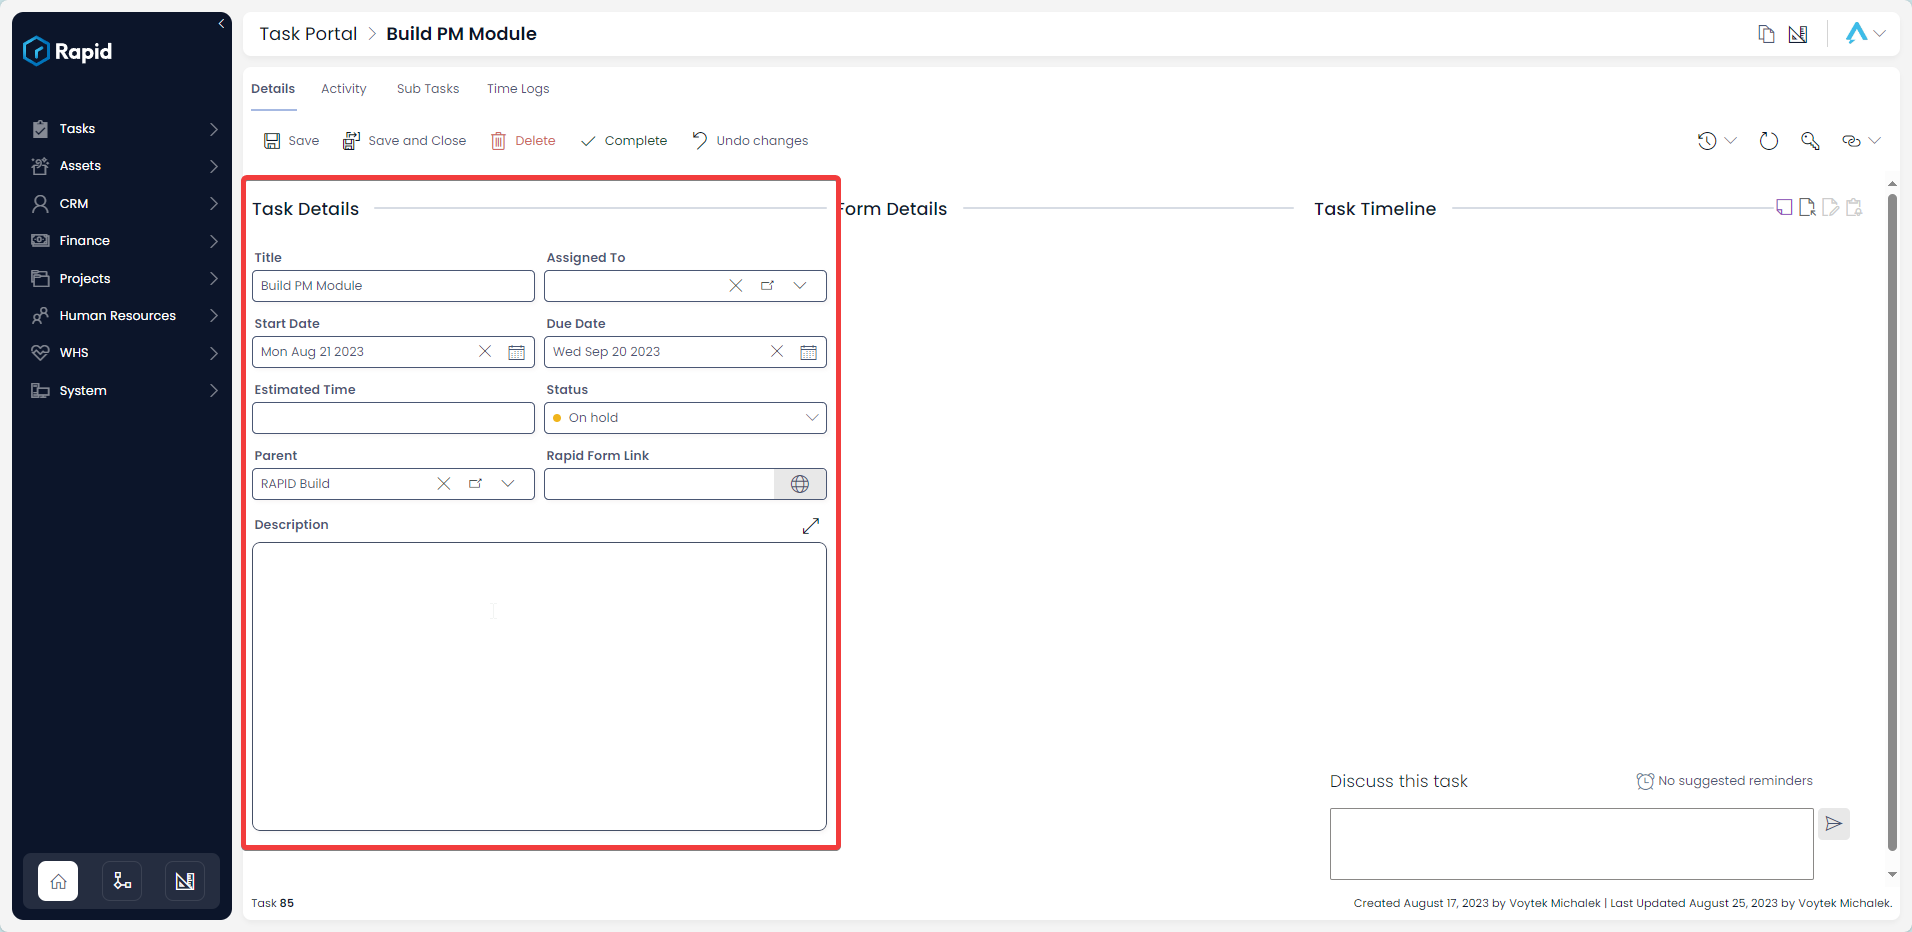 Rapid
Tasks
Assets
CRM
Finance
Projects
Human Resources
WHS
System
Task Portal > Build PM Module
Details Activity Sub Tasks Time Logs
Save Save and Close Delete Complete Undo changes
Task Details
Title
Build PM Module
Assigned To
Start Date
Mon Aug 21 2023
Due Date
Wed Sep 20 2023
Estimated Time
Status
On hold
Parent
RAPID Build
Rapid Form Link
Description
Form Details
Task Timeline
Discuss this task
No suggested reminders
Task 85
Created August 17, 2023 by Voytek Michalek | Last Updated August 25, 2023 by Voytek Michalek.